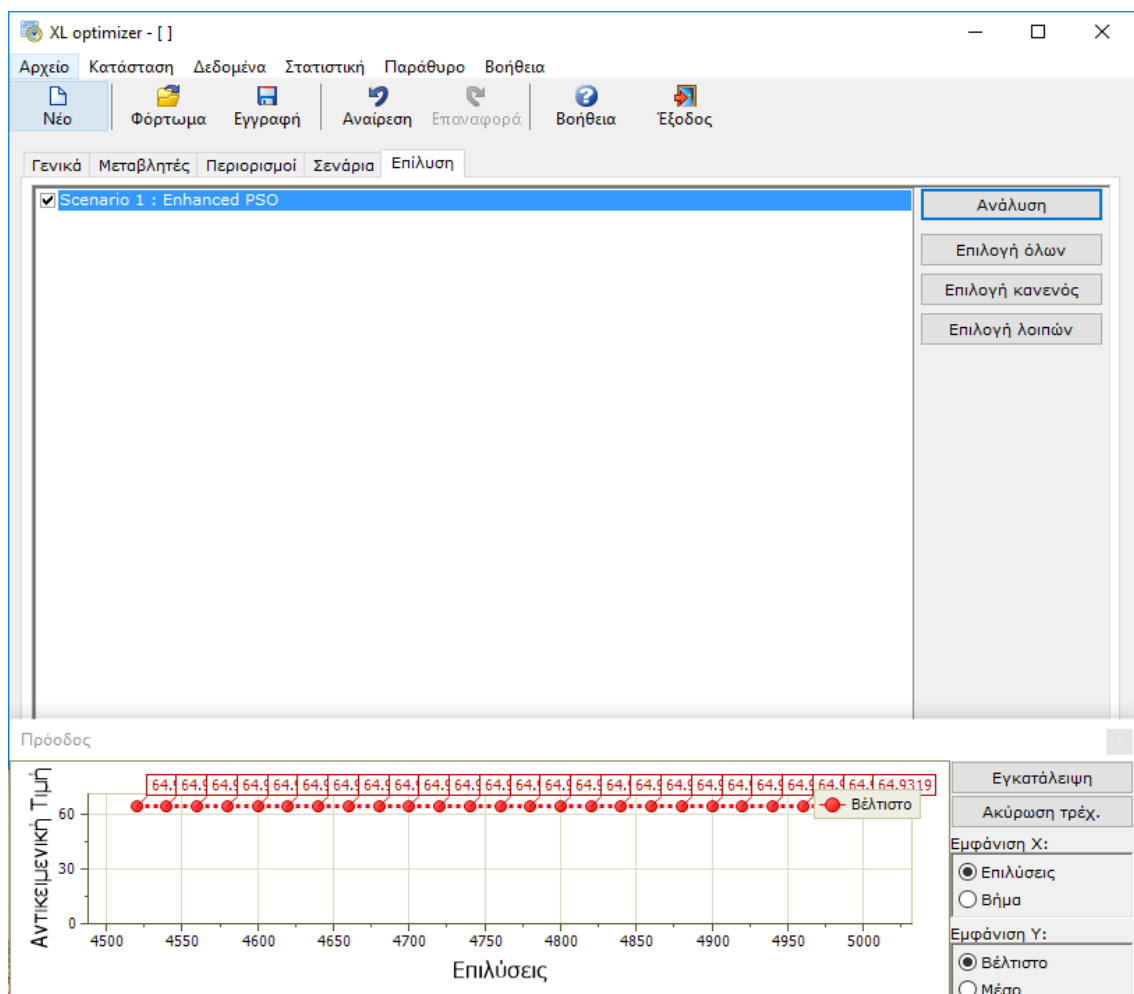 XL optimizer - [ ]
Αρχείο Κατάσταση Δεδομένα Στατιστική Παράθυρο Βοήθεια
Νέο Φόρτωμα Εγγραφή Αναίρεση Επαναφορά Βοήθεια Έξοδος
Γενικά Μεταβλητές Περιορισμοί Σενάρια Επίλυση
Scenario 1 : Enhanced PSO
Ανάλυση
Επιλογή όλων
Επιλογή κανενός
Επιλογή λοιπών
Πρόοδος
Αντικειμενική Τιμή
64.9319
Βέλτιστο
60
30
0
4500 4550 4600 4650 4700 4750 4800 4850 4900 4950 5000
Επιλύσεις
Εγκατάλειψη
Ακύρωση τρέχ.
Εμφάνιση Χ:
Επιλύσεις
Βήμα
Εμφάνιση Υ:
Βέλτιστο
Μέσο